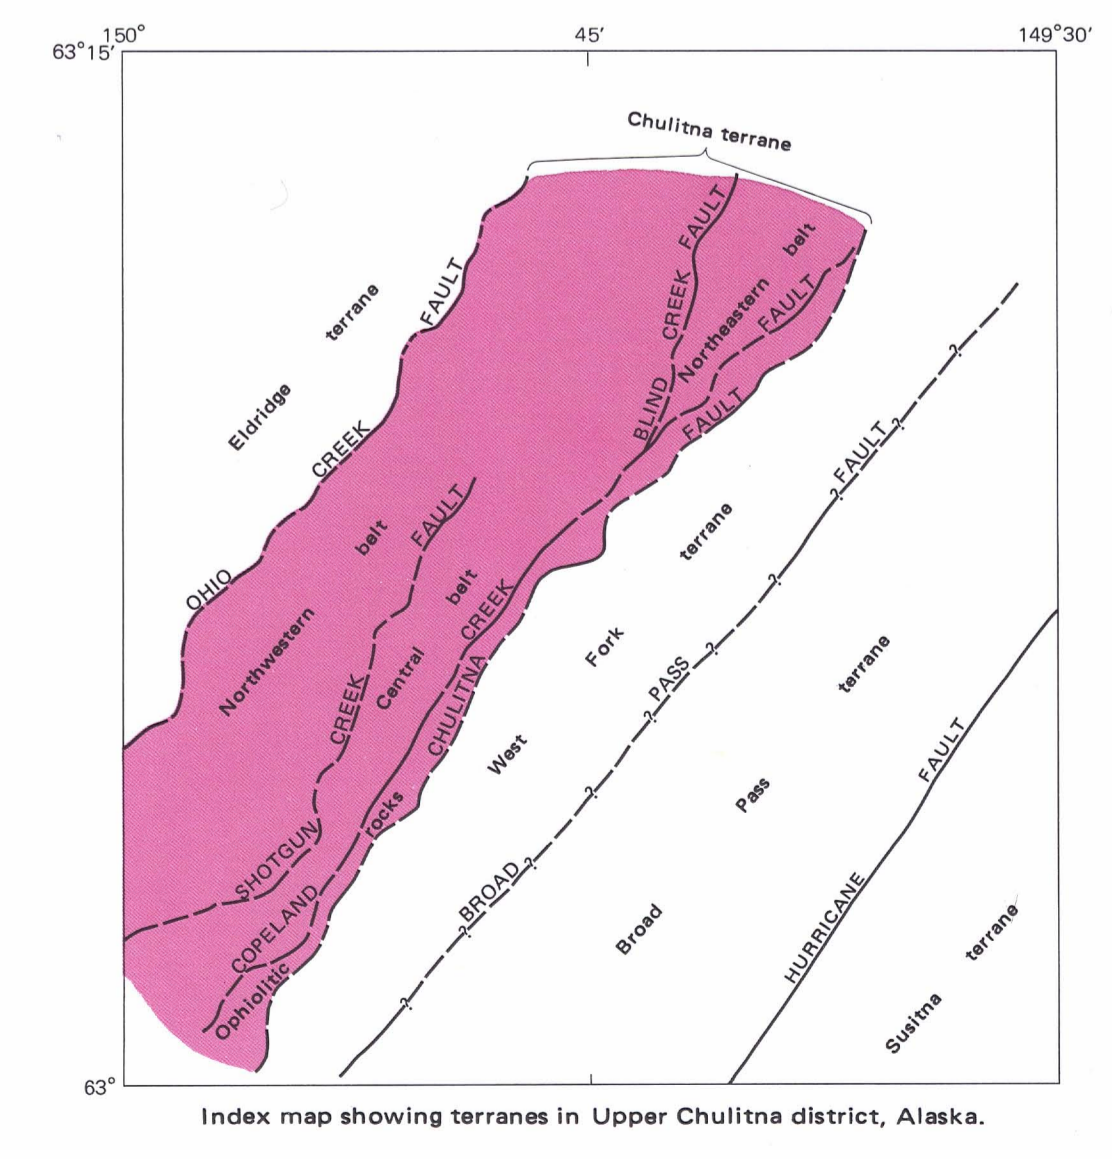 150°
45′
149°30′
63°15′
Chulitna terrane
Eldridge terrane
OHIO CREEK FAULT
BLIND CREEK FAULT
Northeastern belt
Northwestern belt
SHOTGUN CREEK FAULT
Central belt
COPELAND CREEK FAULT
CHULITNA FAULT
Ophiolitic rocks
West Fork terrane
BROAD PASS FAULT
? ? ? ? ? ? ? ? ? ? ?
Broad Pass terrane
HURRICANE FAULT
Susitna terrane
63°
Index map showing terranes in Upper Chulitna district, Alaska.